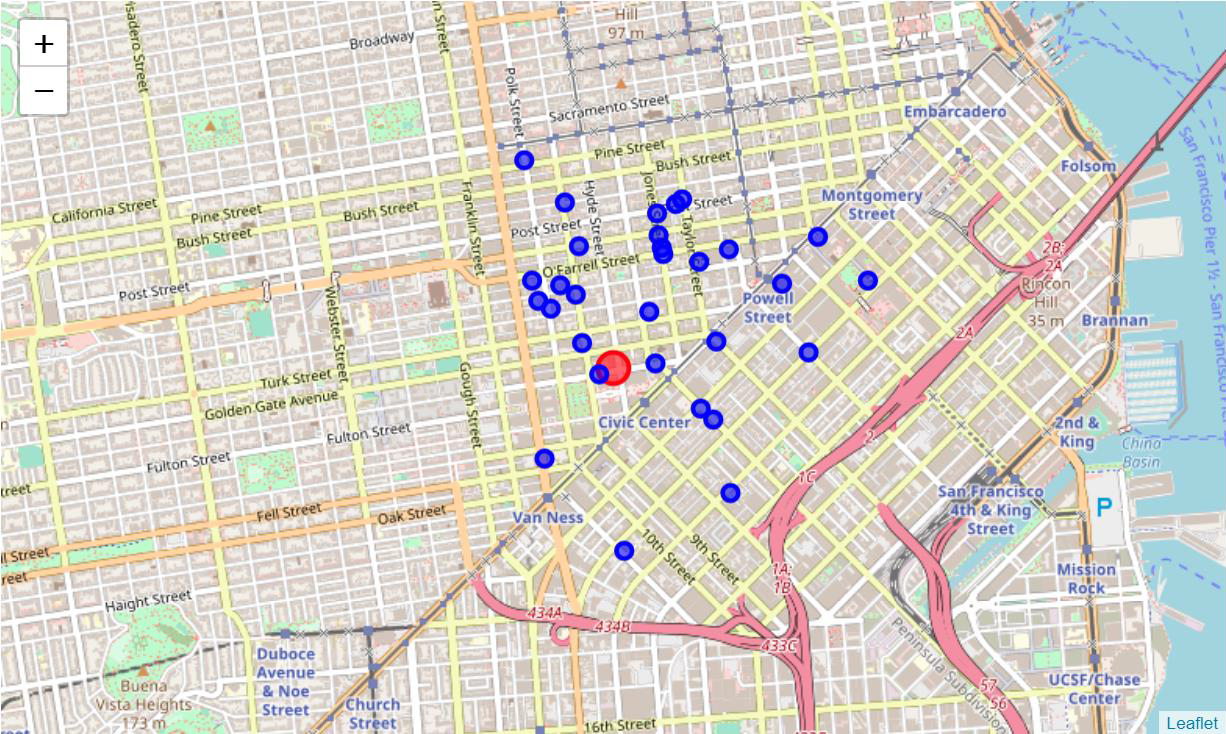 +
−
Hill
97 m
Broadway
Polk Street
Sacramento Street
Embarcadero
Pine Street
Bush Street
Folsom
Hyde Street
Jones
Street
Taylor
Street
Montgomery
Street
California Street
Pine Street
Bush Street
Bush Street
Franklin Street
Post Street
O'Farrell Street
Post Street
Webster Street
Powell
Street
2B;
2A
Rincon
Hill
35 m
Brannan
2A
San Francisco Pier 1½ - San Francisco
Turk Street
Golden Gate Avenue
Gough Street
Fulton Street
Fulton Street
Civic Center
2
2nd &
King
China
Basin
1C
Fell Street
Oak Street
Van Ness
San Francisco
4th & King
Street
P
ll Street
reet
treet
10th Street
9th Street
1A;
1B
Mission
Rock
Haight Street
434A
434B
433C
Peninsula Subdivision
Duboce
Avenue
& Noe
Street
Buena
Vista Heights
173 m
Church
Street
57
56
UCSF/Chase
Center
16th Street
Leaflet